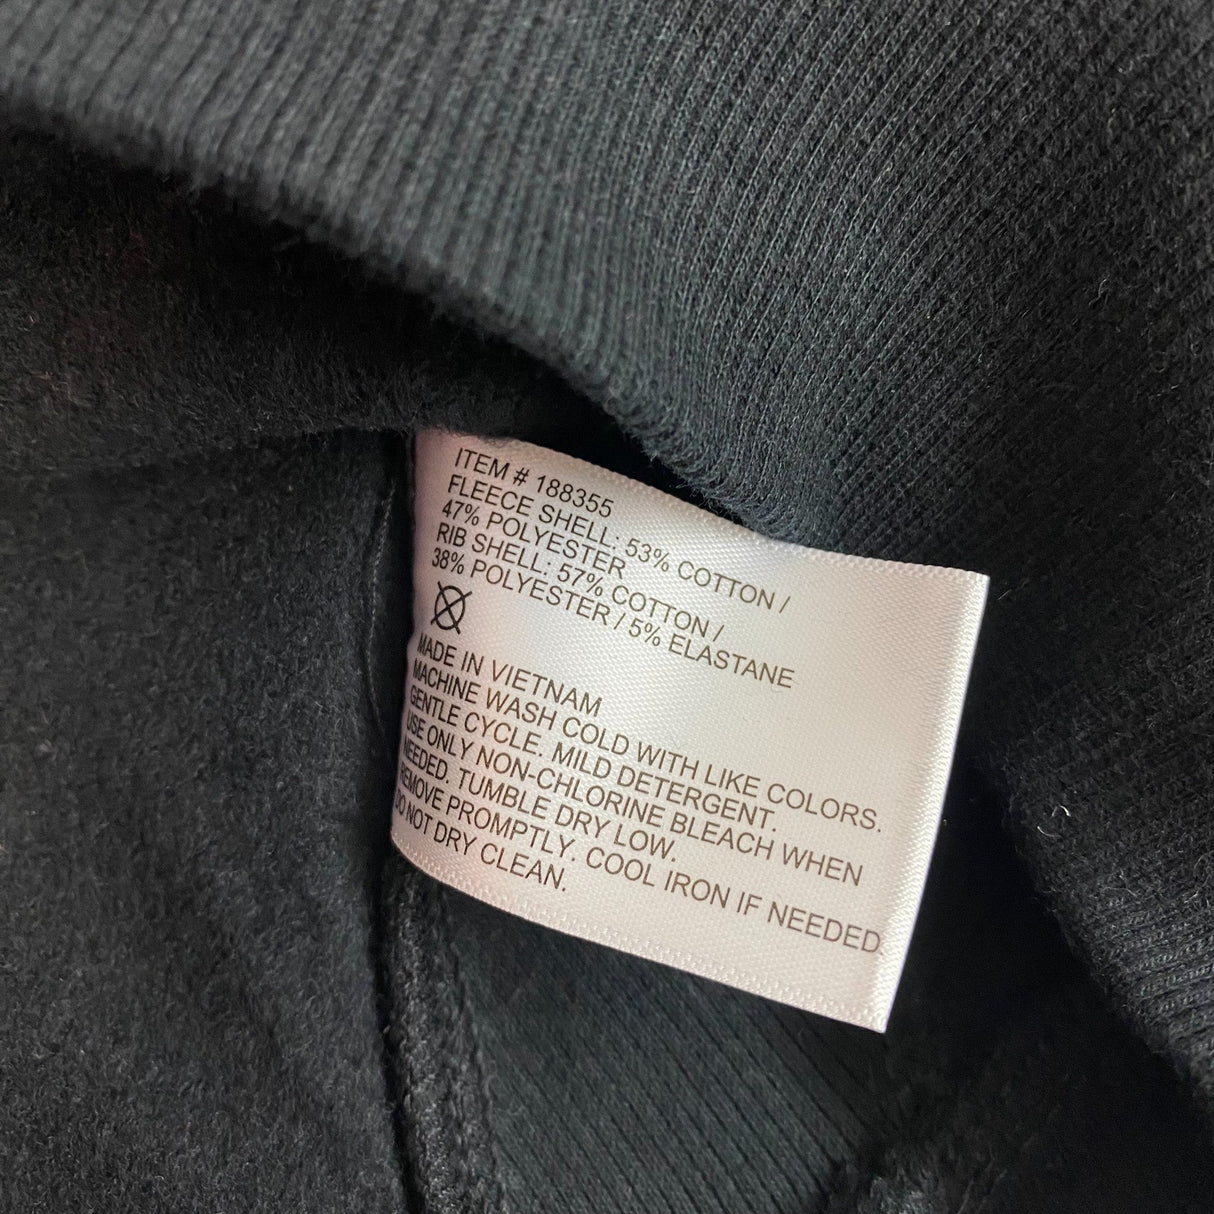 ITEM # 188355
FLEECE SHELL: 53% COTTON /
47% POLYESTER
RIB SHELL: 57% COTTON /
38% POLYESTER / 5% ELASTANE
MADE IN VIETNAM
MACHINE WASH COLD WITH LIKE COLORS.
GENTLE CYCLE. MILD DETERGENT.
USE ONLY NON-CHLORINE BLEACH WHEN
NEEDED. TUMBLE DRY LOW.
REMOVE PROMPTLY. COOL IRON IF NEEDED.
DO NOT DRY CLEAN.